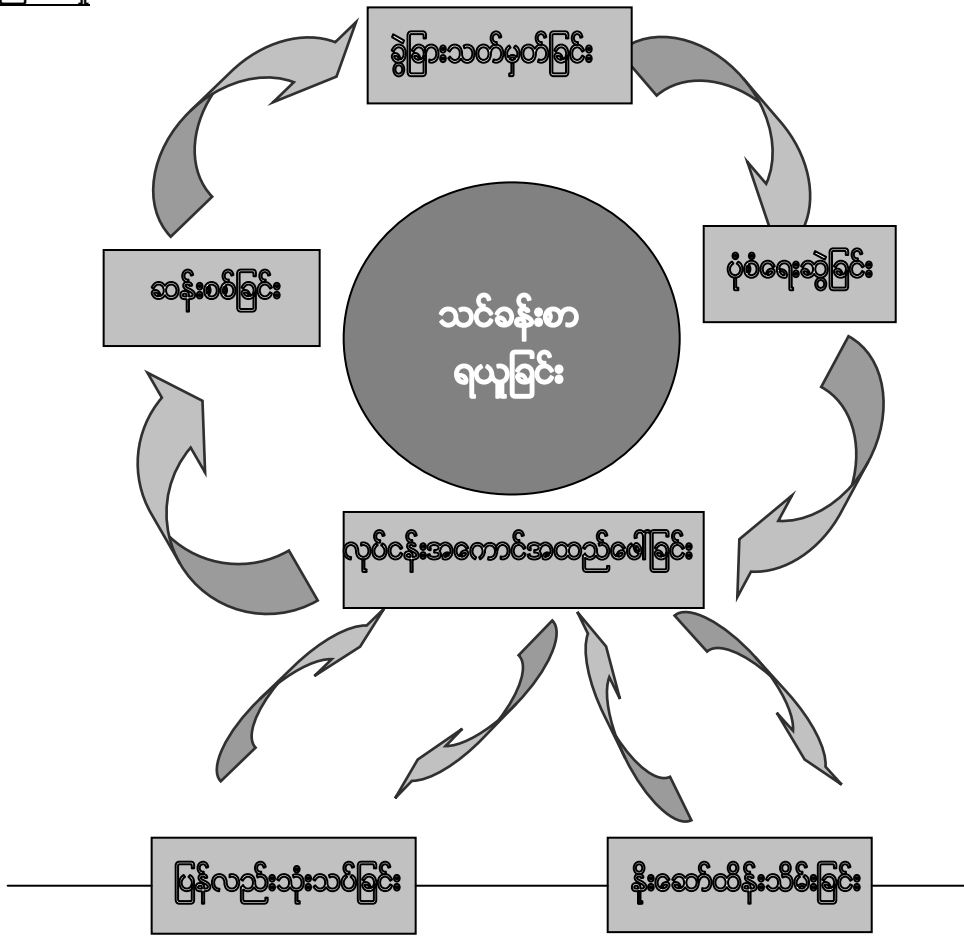 ခွဲခြားသတ်မှတ်ခြင်း
ပုံစံရေးဆွဲခြင်း
ဆန်းစစ်ခြင်း
သင်ခန်းစာ
ရယူခြင်း
လုပ်ငန်းအကောင်အထည်ဖေါ်ခြင်း
ပြန်လည်းသုံးသပ်ခြင်း
နိုးဆော်ထိန်းသိမ်းခြင်း